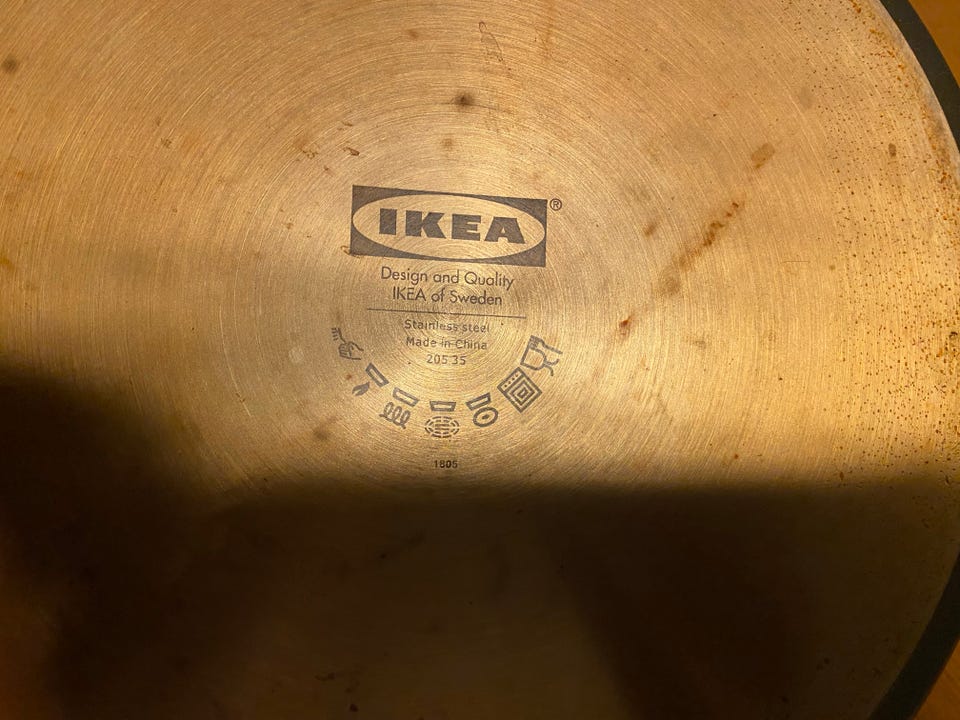 IKEA®
Design and Quality
IKEA of Sweden
Stainless steel
Made in China
20535
1805